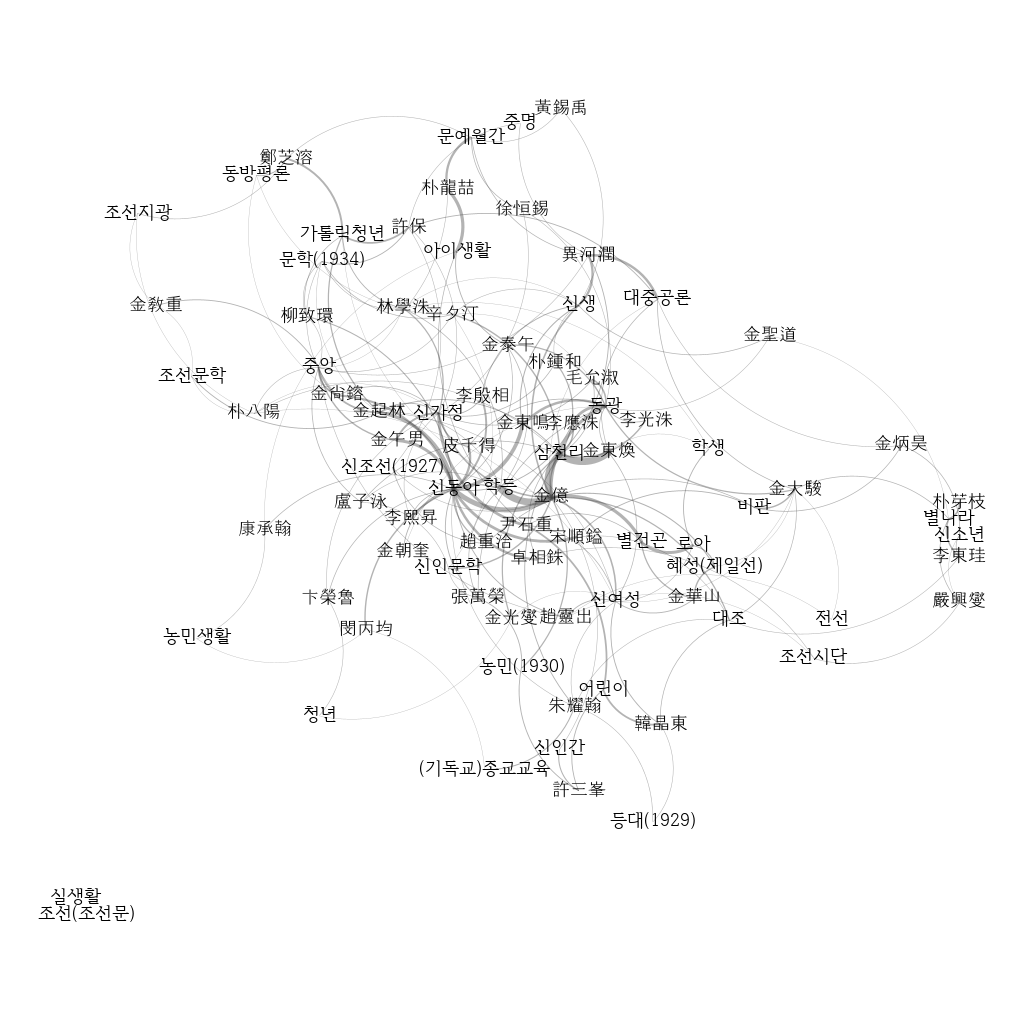 黃錫禹
중명
문예월간
鄭芝溶
동방평론
朴龍喆
徐恒錫
조선지광
許保
가톨릭청년
아이생활
異河潤
문학(1934)
대중공론
金敎重
林學洙
신생
辛夕汀
柳致環
金聖道
金泰午
朴鍾和
중앙
조선문학
毛允淑
金尙鎔
李殷相
동광
朴八陽
金起林
신가정
李光洙
金東鳴
李應洙
金午男
金炳昊
皮千得
삼천리
金東煥
학생
신조선(1927)
신동아
학등
金大駿
金億
盧子泳
朴芽枝
비판
별나라
李熙昇
尹石重
康承翰
신소년
宋順鎰
趙重洽
별건곤
로아
金朝奎
卓相銖
李東珪
신인문학
혜성(제일선)
卞榮魯
張萬榮
신여성
金華山
嚴興燮
金光燮
趙靈出
대조
전선
농민생활
閔丙均
조선시단
농민(1930)
어린이
朱耀翰
청년
韓晶東
신인간
(기독교)종교교육
許三峯
등대(1929)
실생활
조선(조선문)